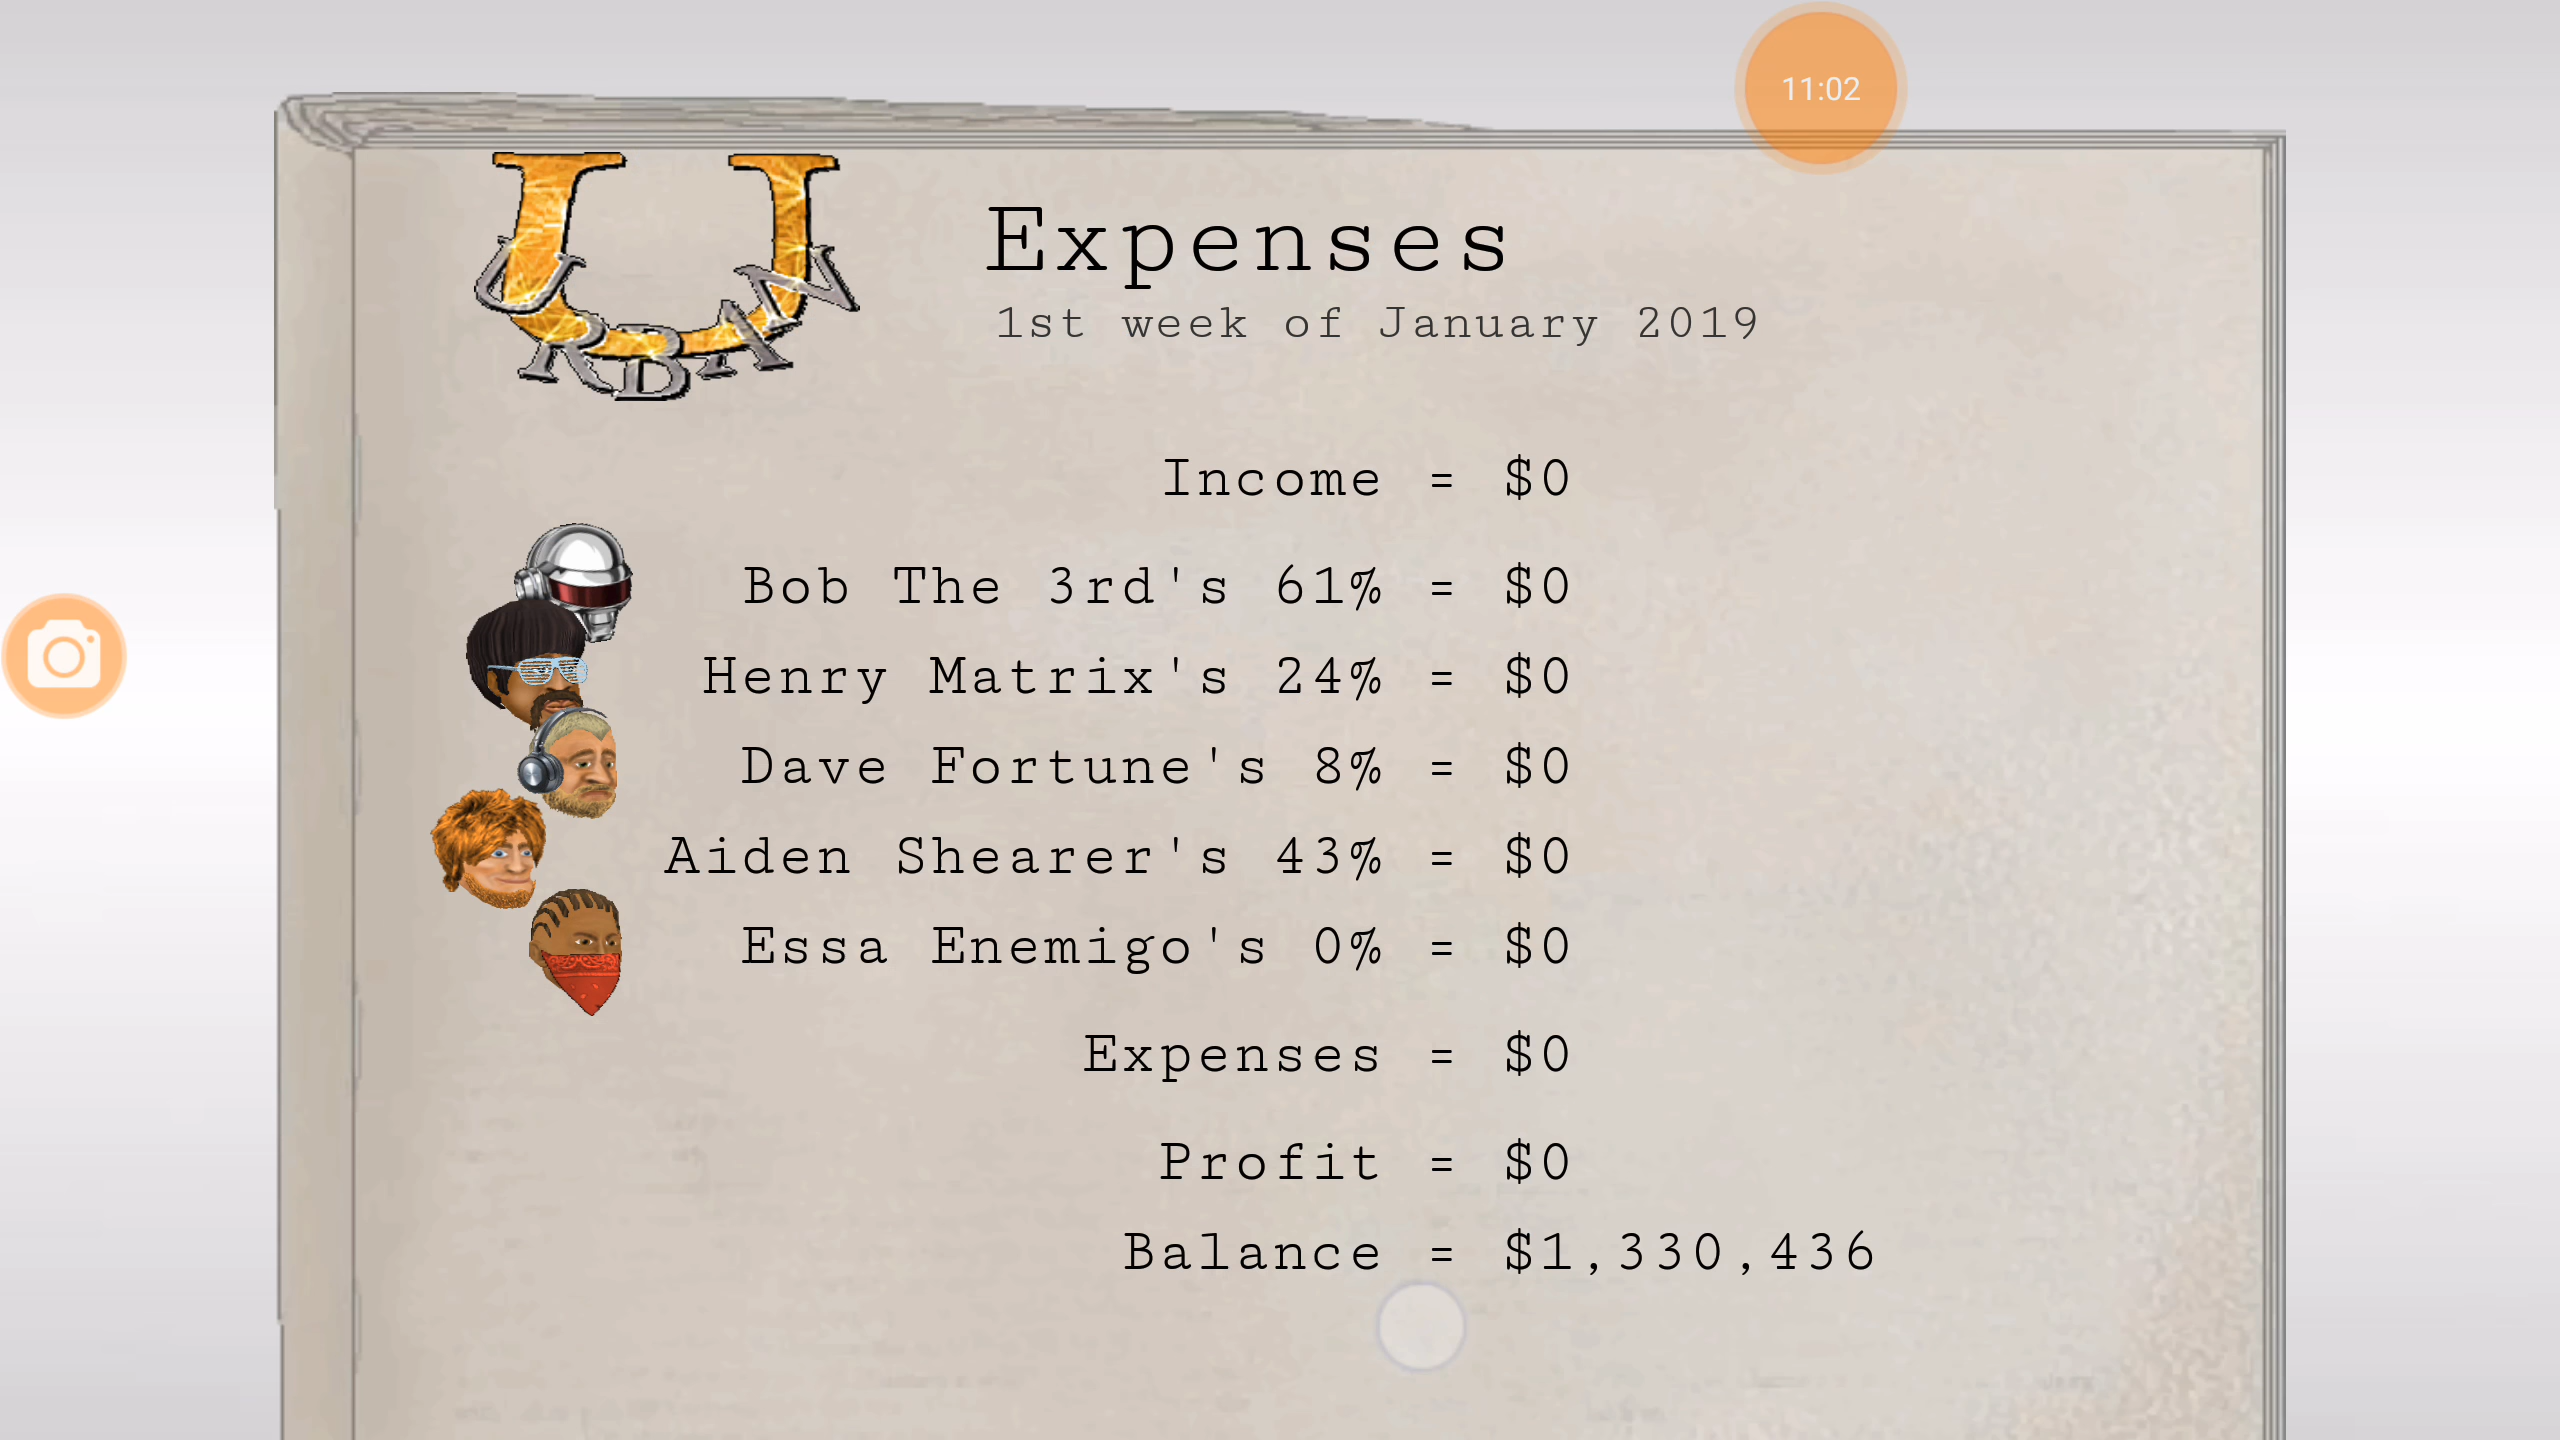 11:02
URBAN
Expenses
1st week of January 2019
Income = $0
Bob The 3rd's 61% = $0
Henry Matrix's 24% = $0
Dave Fortune's 8% = $0
Aiden Shearer's 43% = $0
Essa Enemigo's 0% = $0
Expenses = $0
Profit = $0
Balance = $1,330,436